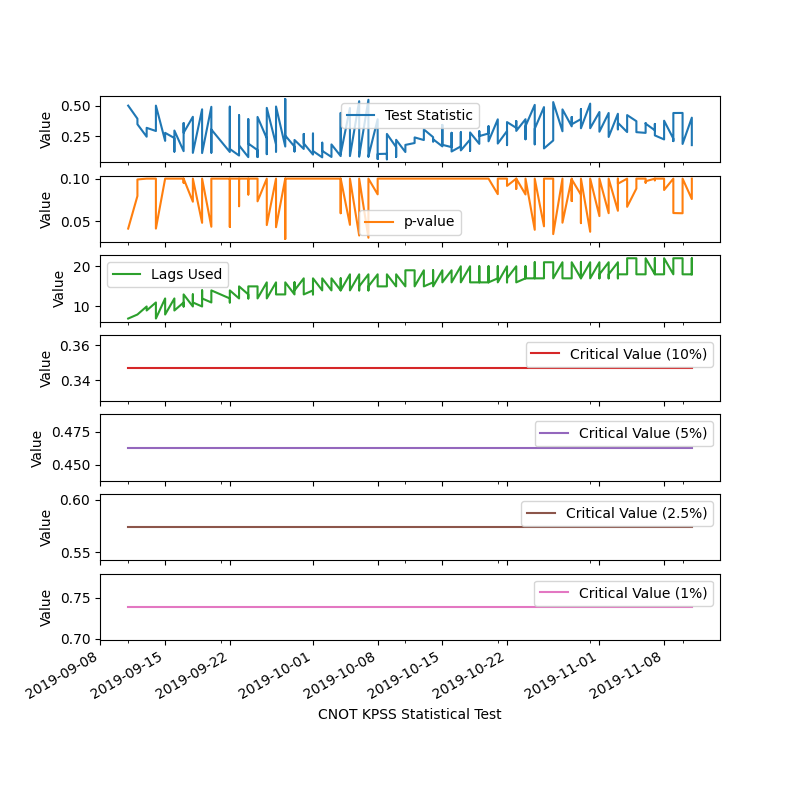 0.50
0.25
Value
Test Statistic
0.10
0.05
Value
p-value
20
10
Value
Lags Used
0.36
0.34
Value
Critical Value (10%)
0.475
0.450
Value
Critical Value (5%)
0.60
0.55
Value
Critical Value (2.5%)
0.75
0.70
Value
Critical Value (1%)
2019-09-08
2019-09-15
2019-09-22
2019-10-01
2019-10-08
2019-10-15
2019-10-22
2019-11-01
2019-11-08
CNOT KPSS Statistical Test